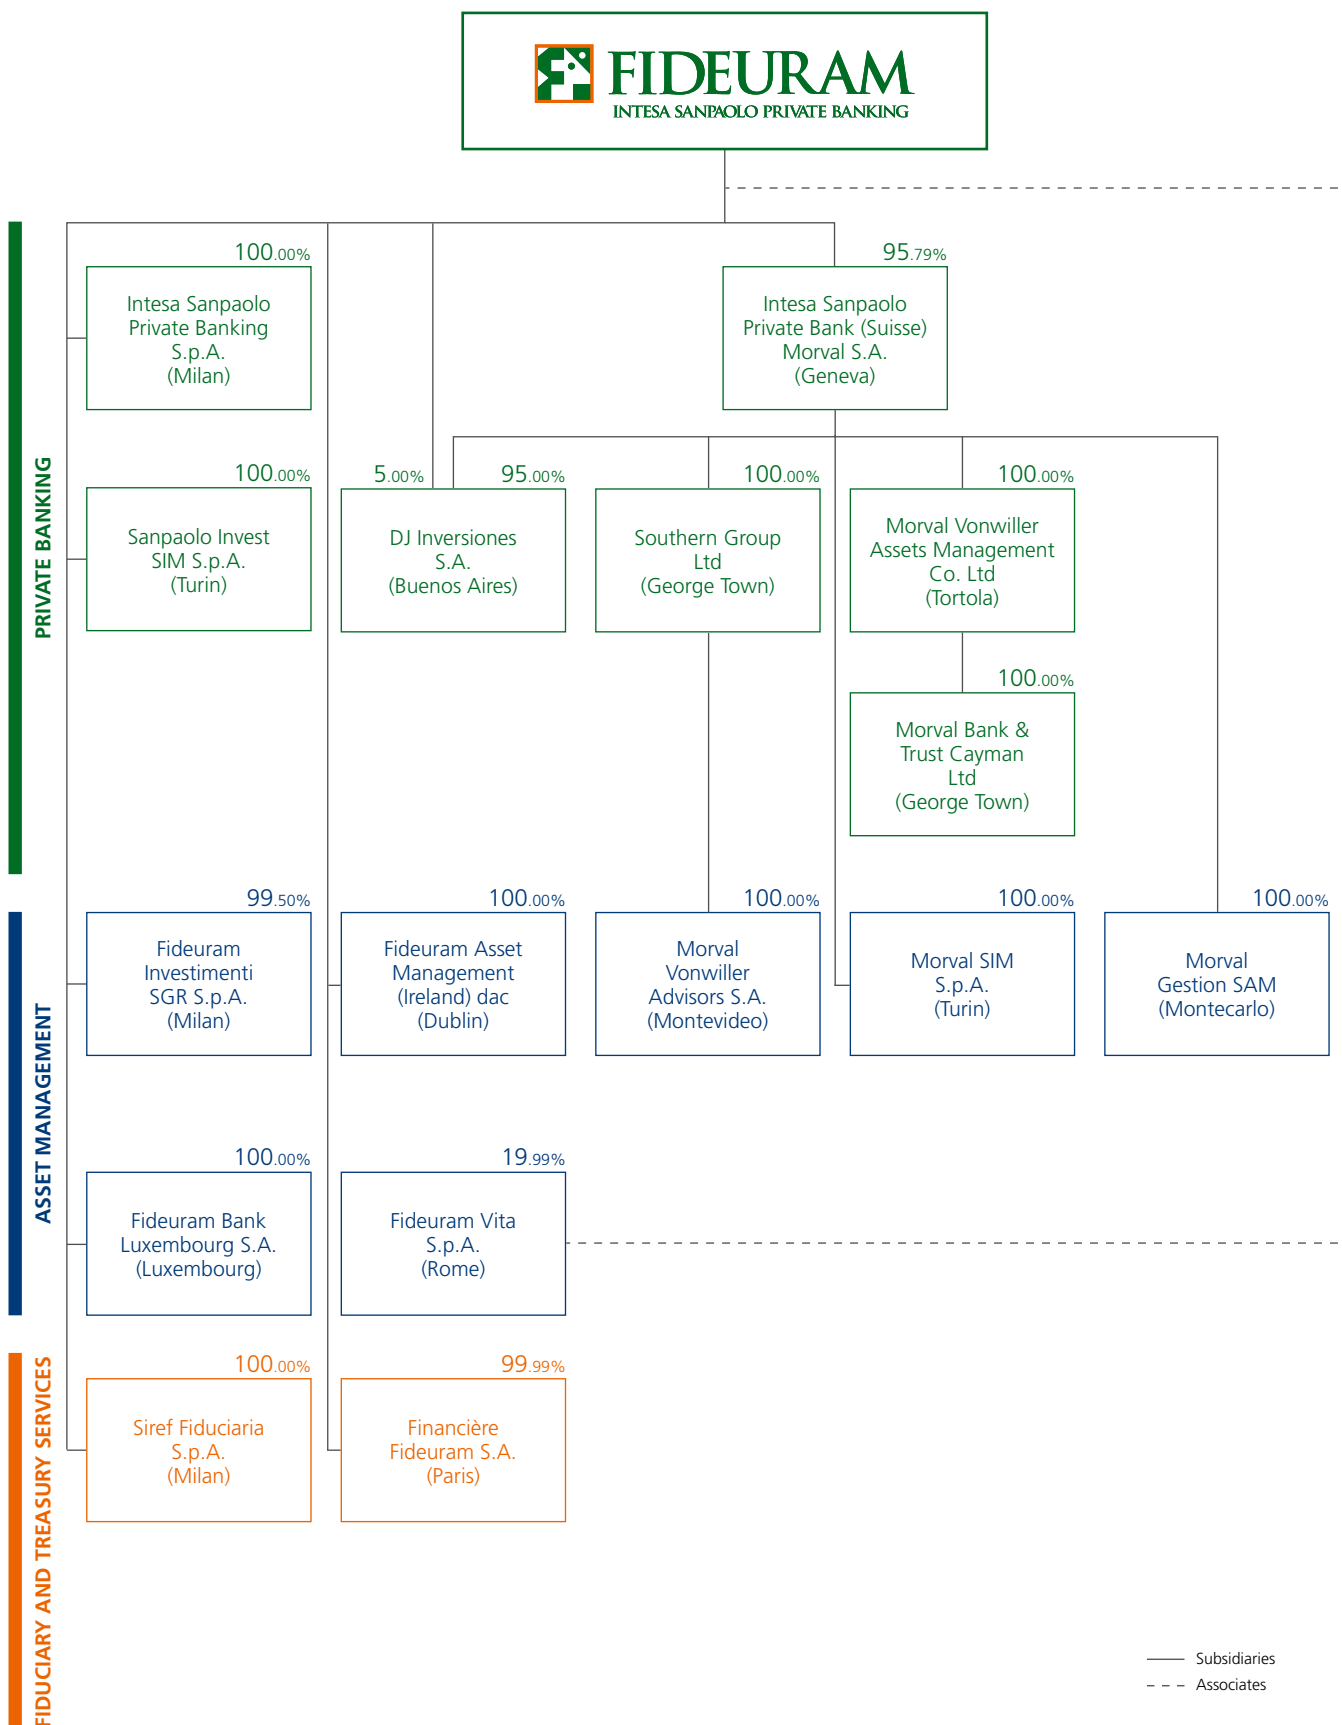 FIDEURAM
INTESA SANPAOLO PRIVATE BANKING
PRIVATE BANKING
100.00%
Intesa Sanpaolo
Private Banking
S.p.A.
(Milan)
95.79%
Intesa Sanpaolo
Private Bank (Suisse)
Morval S.A.
(Geneva)
100.00%
Sanpaolo Invest
SIM S.p.A.
(Turin)
5.00%
95.00%
DJ Inversiones
S.A.
(Buenos Aires)
100.00%
Southern Group
Ltd
(George Town)
100.00%
Morval Vonwiller
Assets Management
Co. Ltd
(Tortola)
100.00%
Morval Bank &
Trust Cayman
Ltd
(George Town)
ASSET MANAGEMENT
99.50%
Fideuram
Investimenti
SGR S.p.A.
(Milan)
100.00%
Fideuram Asset
Management
(Ireland) dac
(Dublin)
100.00%
Morval
Vonwiller
Advisors S.A.
(Montevideo)
100.00%
Morval SIM
S.p.A.
(Turin)
100.00%
Morval
Gestion SAM
(Montecarlo)
100.00%
Fideuram Bank
Luxembourg S.A.
(Luxembourg)
19.99%
Fideuram Vita
S.p.A.
(Rome)
FIDUCIARY AND TREASURY SERVICES
100.00%
Siref Fiduciaria
S.p.A.
(Milan)
99.99%
Financière
Fideuram S.A.
(Paris)
Subsidiaries
Associates